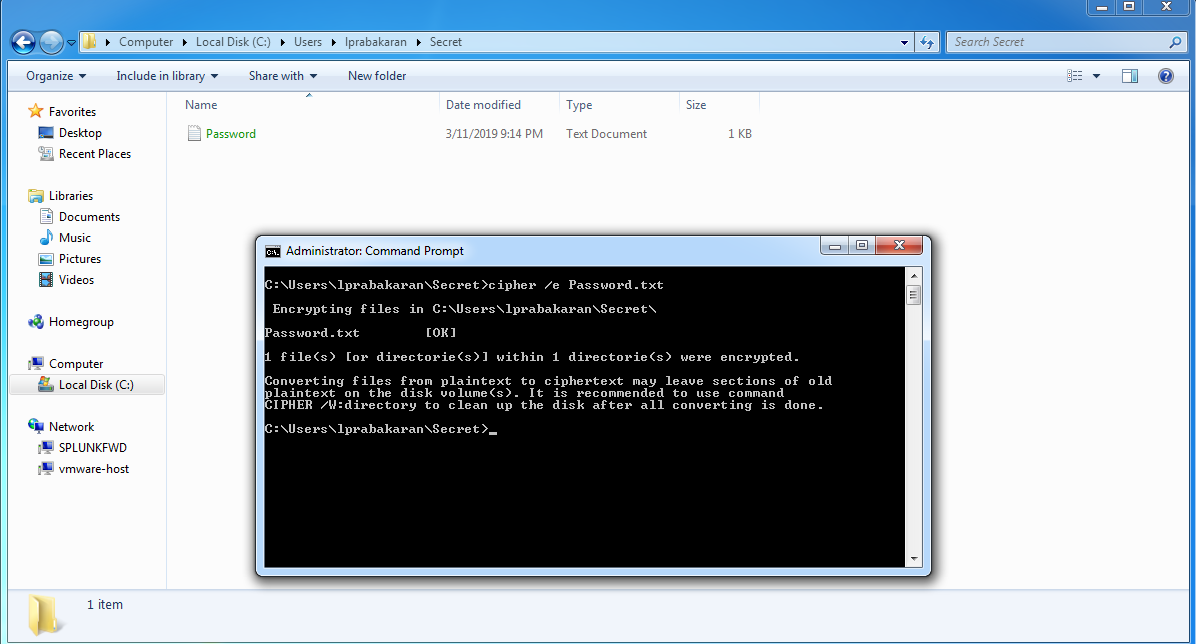 Computer Local Disk (C:) Users lprabakaran Secret
Search Secret
Organize Include in library Share with New folder
Name Date modified Type Size
Password 3/11/2019 9:14 PM Text Document 1 KB
Favorites
Desktop
Recent Places
Libraries
Documents
Music
Pictures
Videos
Homegroup
Computer
Local Disk (C:)
Network
SPLUNKFWD
vmware-host
Administrator: Command Prompt
C:\Users\lprabakaran\Secret>cipher /e Password.txt
Encrypting files in C:\Users\lprabakaran\Secret\
Password.txt [OK]
1 file(s) [or directorie(s)] within 1 directorie(s) were encrypted.
Converting files from plaintext to ciphertext may leave sections of old
plaintext on the disk volume(s). It is recommended to use command
CIPHER /W:directory to clean up the disk after all converting is done.
C:\Users\lprabakaran\Secret>_
1 item